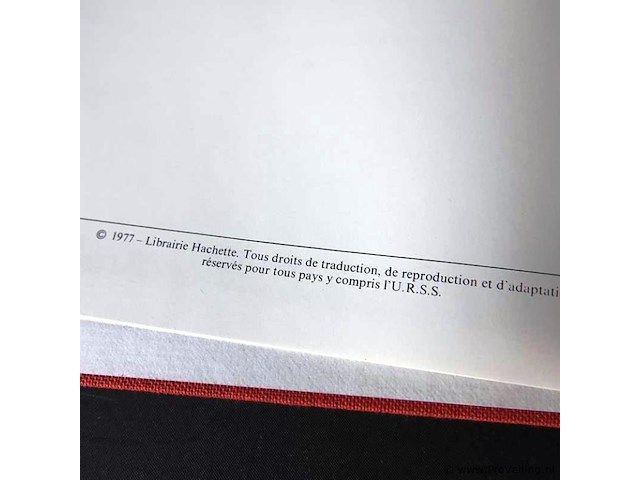 © 1977 – Librairie Hachette. Tous droits de traduction, de reproduction et d'adaptati
réservés pour tous pays y compris l'U.R.S.S.